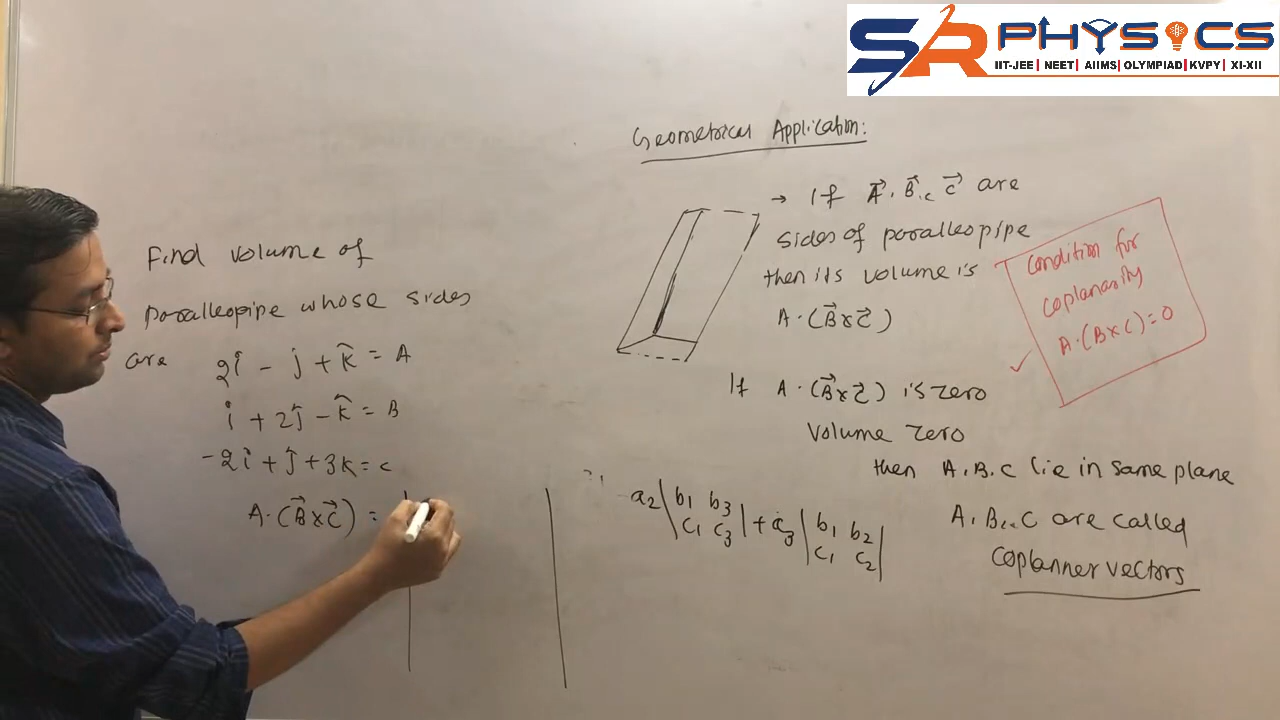 SR PHYSICS
IIT-JEE | NEET | AIIMS | OLYMPIAD | KVPY | XI-XII
Geometrical Application:
→ If A⃗, B⃗, & C⃗ are
sides of paralleopipe
then its volume is
A·(B⃗×C⃗)
Condition for
coplanarity
A·(B×C)=0
✓
If A·(B⃗×C⃗) is zero
Volume zero
then A, B, C lie in same plane
A, B & C are called
Coplanner vectors
a₂ | b₁ b₃ | + a₃ | b₁ b₂ |
c₁ c₃ c₁ c₂
Find volume of
paralleopipe whose sides
are 2î - j + k̂ = A
î + 2ĵ - k̂ = B
-2î + ĵ + 3k = C
A·(B⃗×C⃗) =